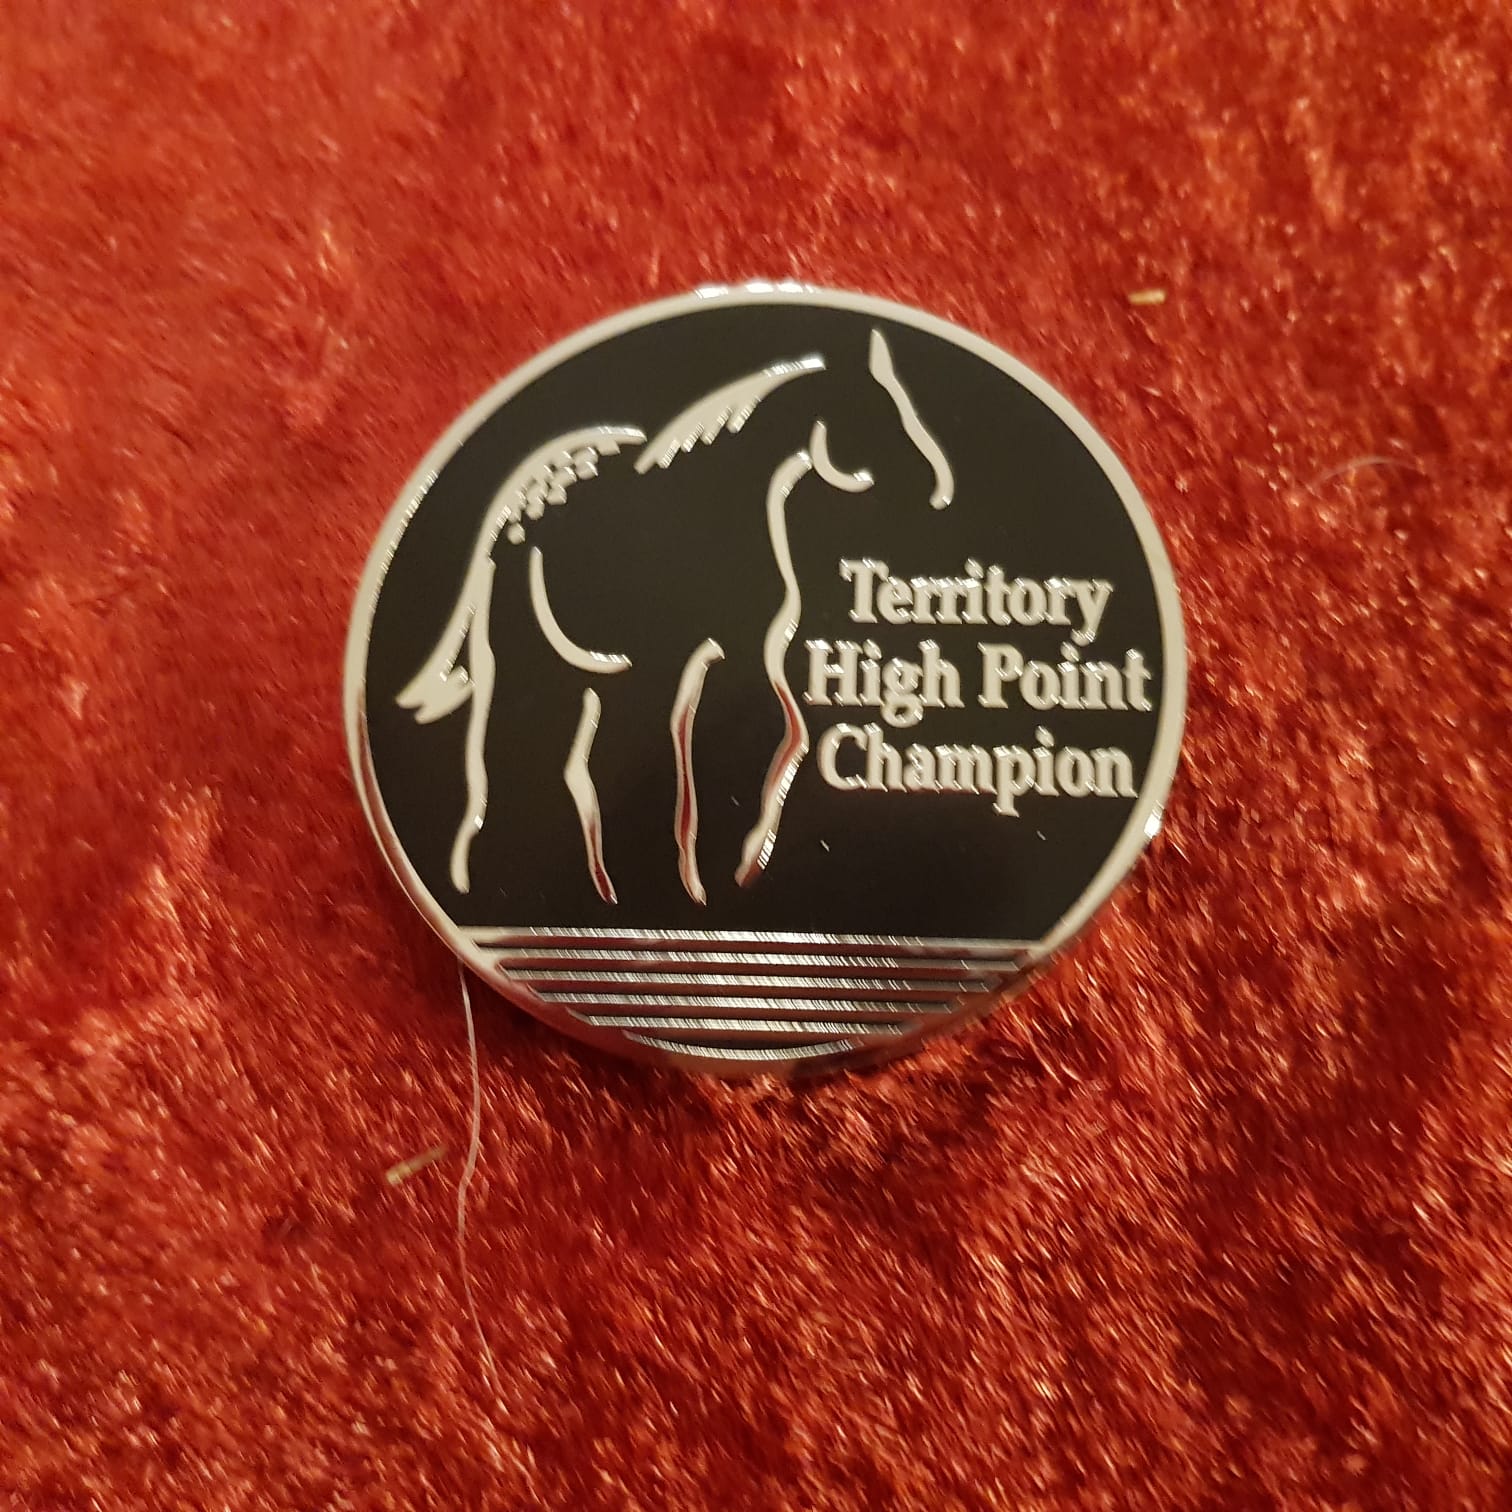 Territory
High Point
Champion